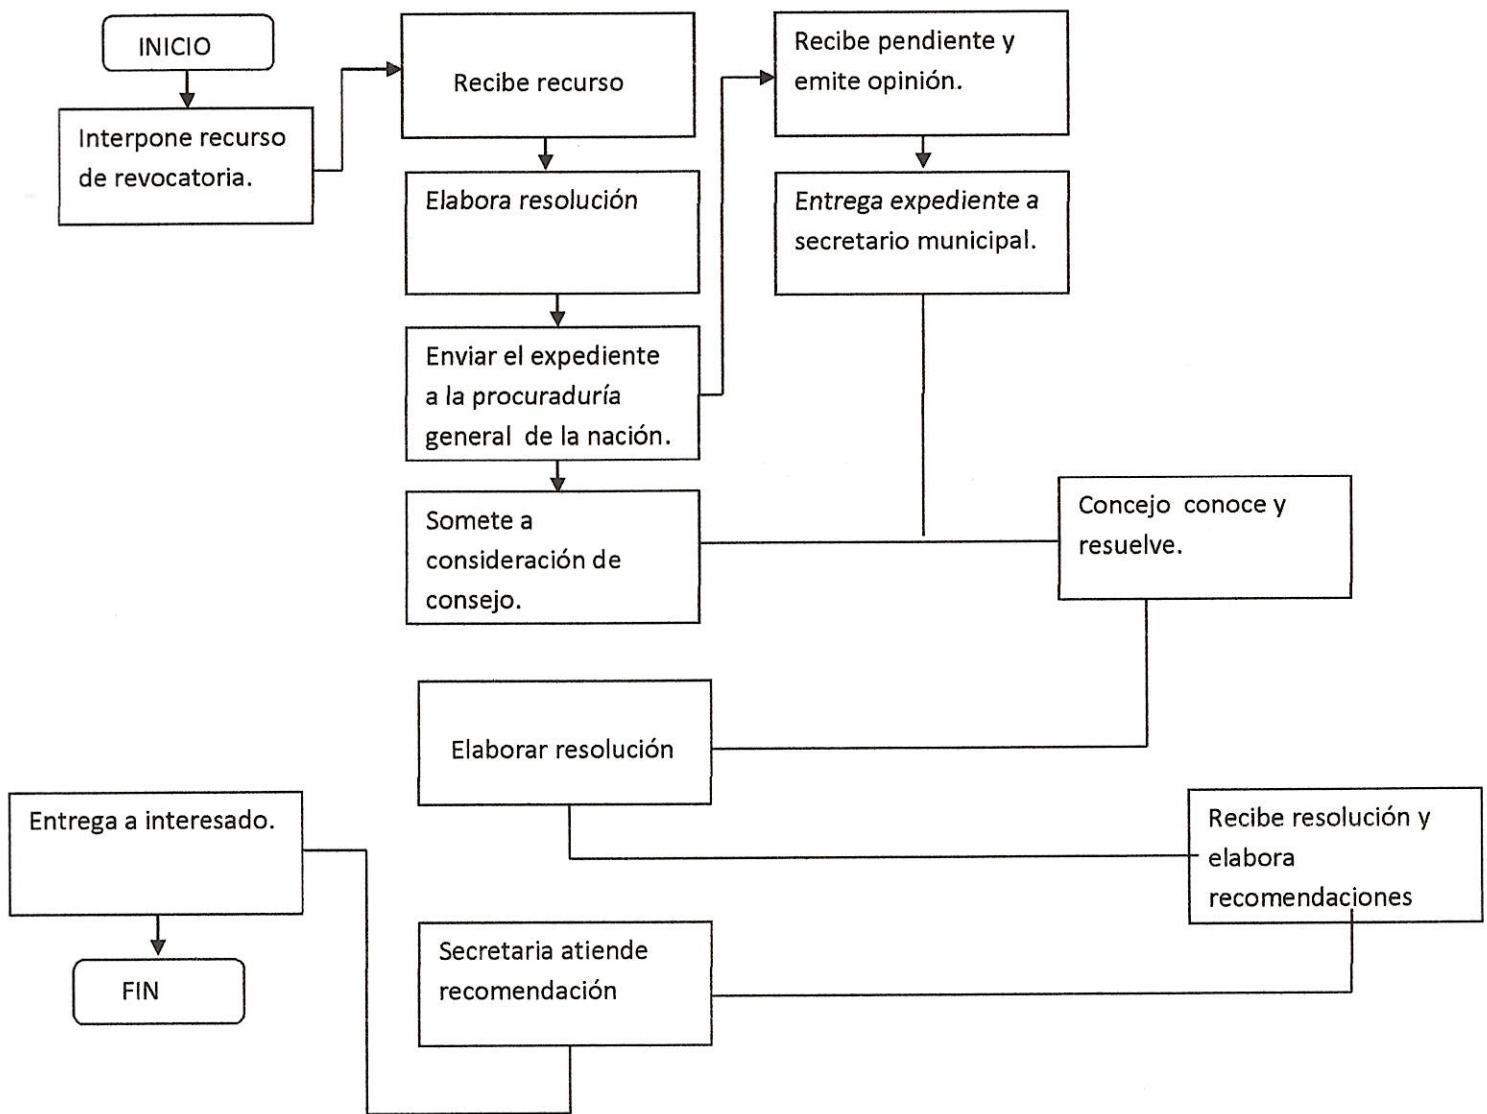 INICIO
Interpone recurso
de revocatoria.
Recibe recurso
Elabora resolución
Enviar el expediente
a la procuraduría
general de la nación.
Somete a
consideración de
consejo.
Recibe pendiente y
emite opinión.
Entrega expediente a
secretario municipal.
Concejo conoce y
resuelve.
Elaborar resolución
Recibe resolución y
elabora
recomendaciones
Secretaria atiende
recomendación
Entrega a interesado.
FIN